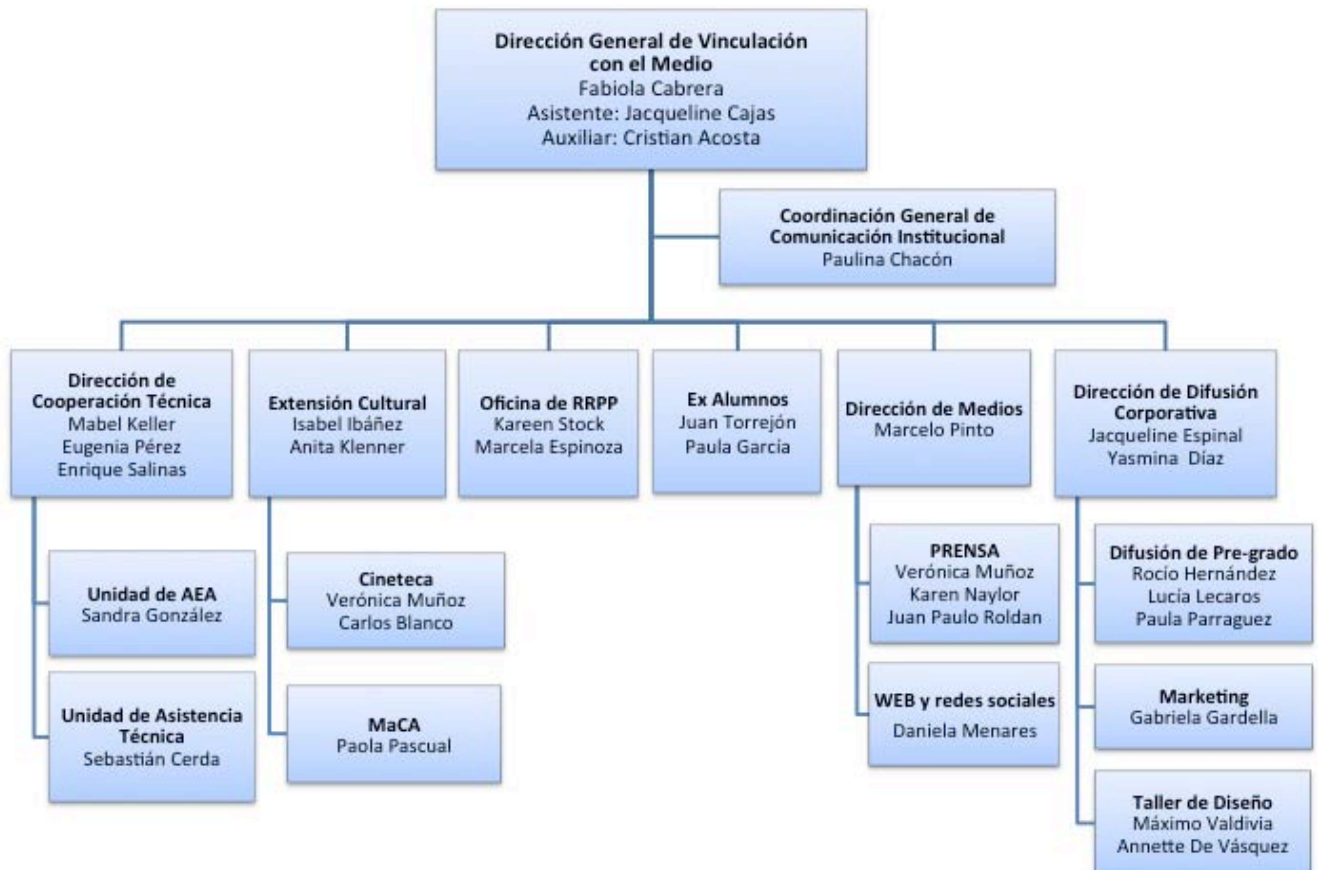 Dirección General de Vinculación
con el Medio
Fabiola Cabrera
Asistente: Jacqueline Cajas
Auxiliar: Cristian Acosta
Coordinación General de
Comunicación Institucional
Paulina Chacón
Dirección de
Cooperación Técnica
Mabel Keller
Eugenia Pérez
Enrique Salinas
Extensión Cultural
Isabel Ibáñez
Anita Klenner
Oficina de RRPP
Kareen Stock
Marcela Espinoza
Ex Alumnos
Juan Torrejón
Paula García
Dirección de Medios
Marcelo Pinto
Dirección de Difusión
Corporativa
Jacqueline Espinal
Yasmina Díaz
Unidad de AEA
Sandra González
Unidad de Asistencia
Técnica
Sebastián Cerda
Cineteca
Verónica Muñoz
Carlos Blanco
MaCA
Paola Pascual
PRENSA
Verónica Muñoz
Karen Naylor
Juan Paulo Roldan
WEB y redes sociales
Daniela Menares
Difusión de Pre-grado
Rocío Hernández
Lucía Lecaros
Paula Parraguez
Marketing
Gabriela Gardella
Taller de Diseño
Máximo Valdivia
Annette De Vásquez